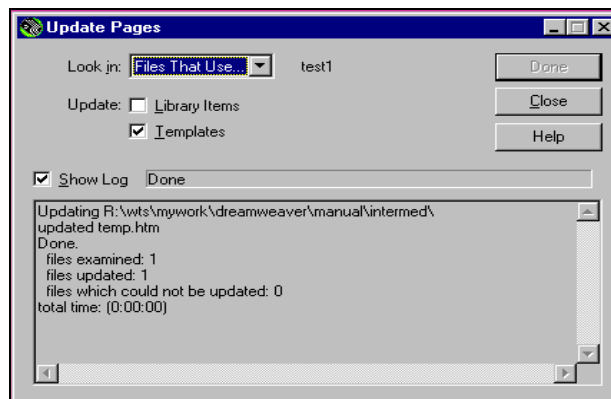 Update Pages
Look in: Files That Use... test1 Done
Update: Library Items Close
Templates Help
Show Log Done
Updating R:\wts\mywork\dreamweaver\manual\intermed\
updated temp.htm
Done.
files examined: 1
files updated: 1
files which could not be updated: 0
total time: (0:00:00)